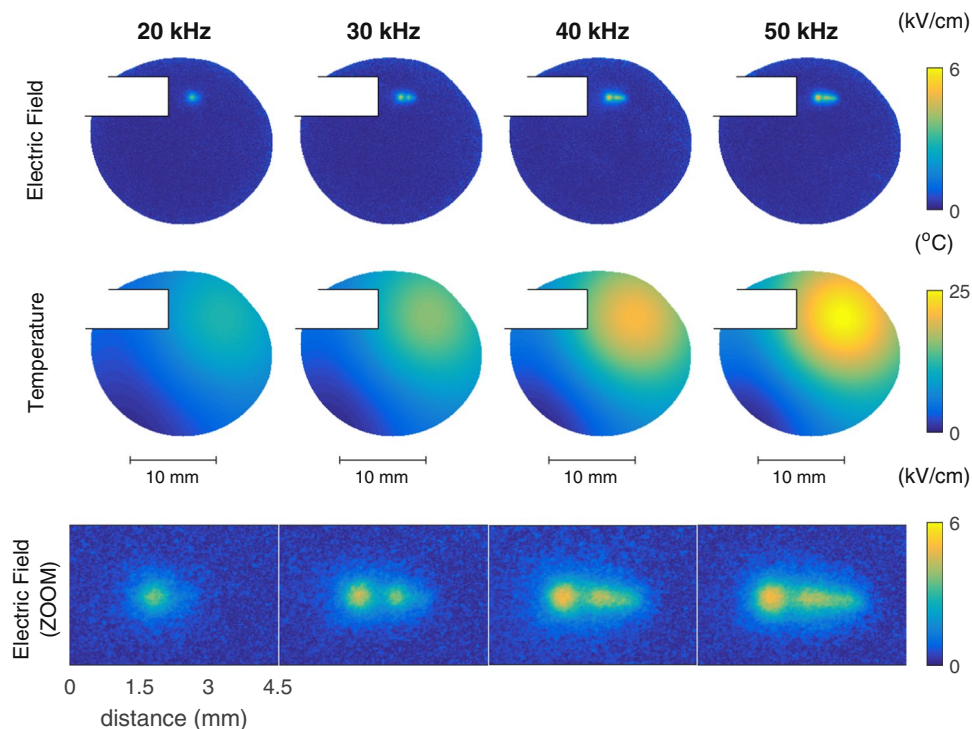 20 kHz 30 kHz 40 kHz 50 kHz (kV/cm)
Electric Field
6
0
(°C)
Temperature
25
0
10 mm 10 mm 10 mm 10 mm (kV/cm)
Electric Field
(ZOOM)
6
0
0 1.5 3 4.5
distance (mm)